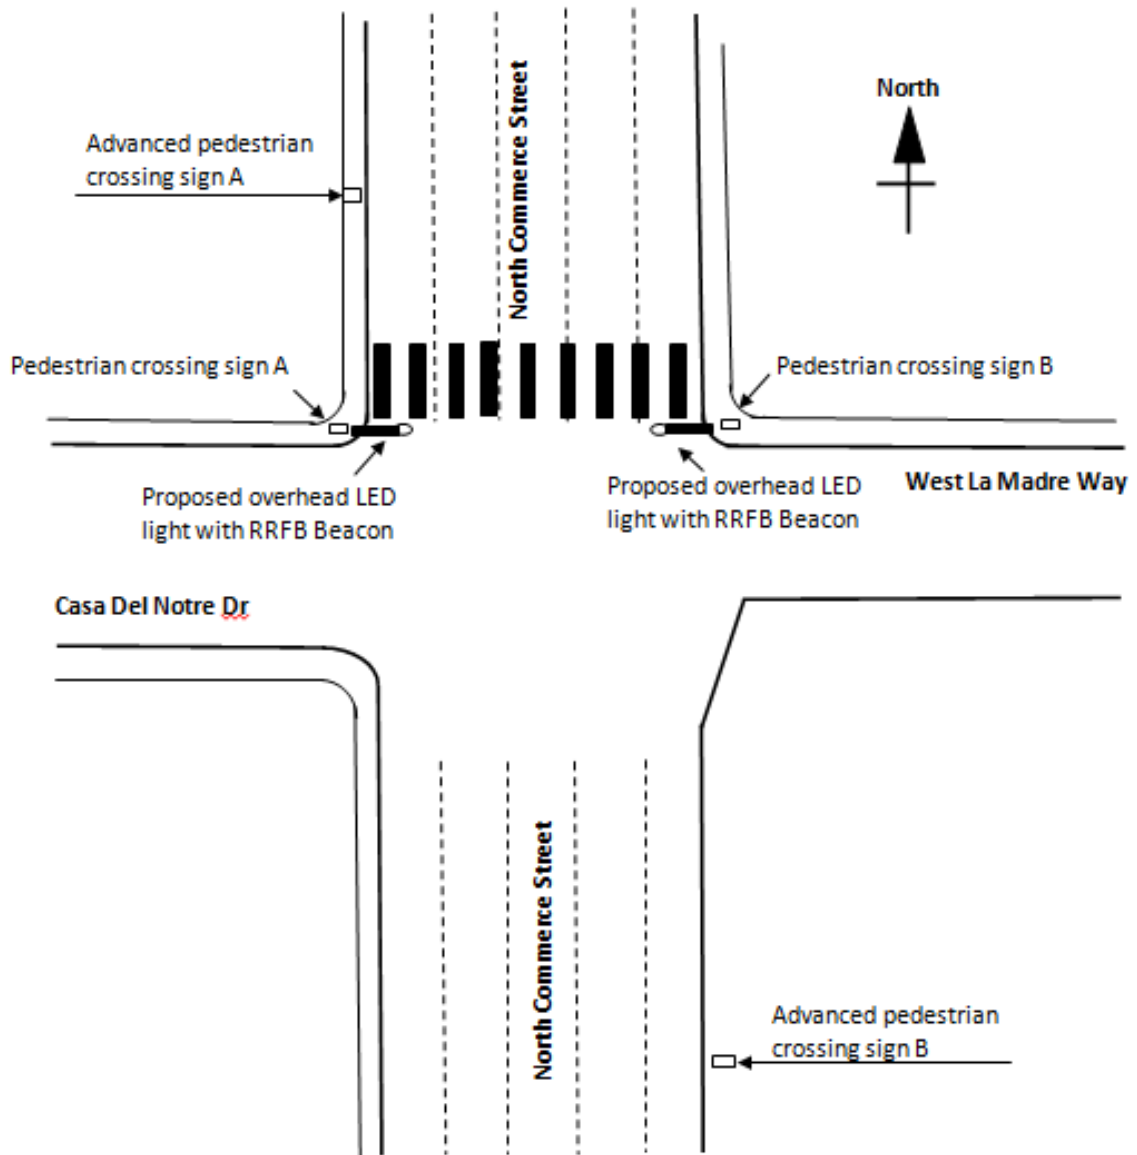 North
North Commerce Street
Advanced pedestrian
crossing sign A
Pedestrian crossing sign A
Pedestrian crossing sign B
Proposed overhead LED
light with RRFB Beacon
Proposed overhead LED
light with RRFB Beacon
West La Madre Way
Casa Del Notre Dr
North Commerce Street
Advanced pedestrian
crossing sign B